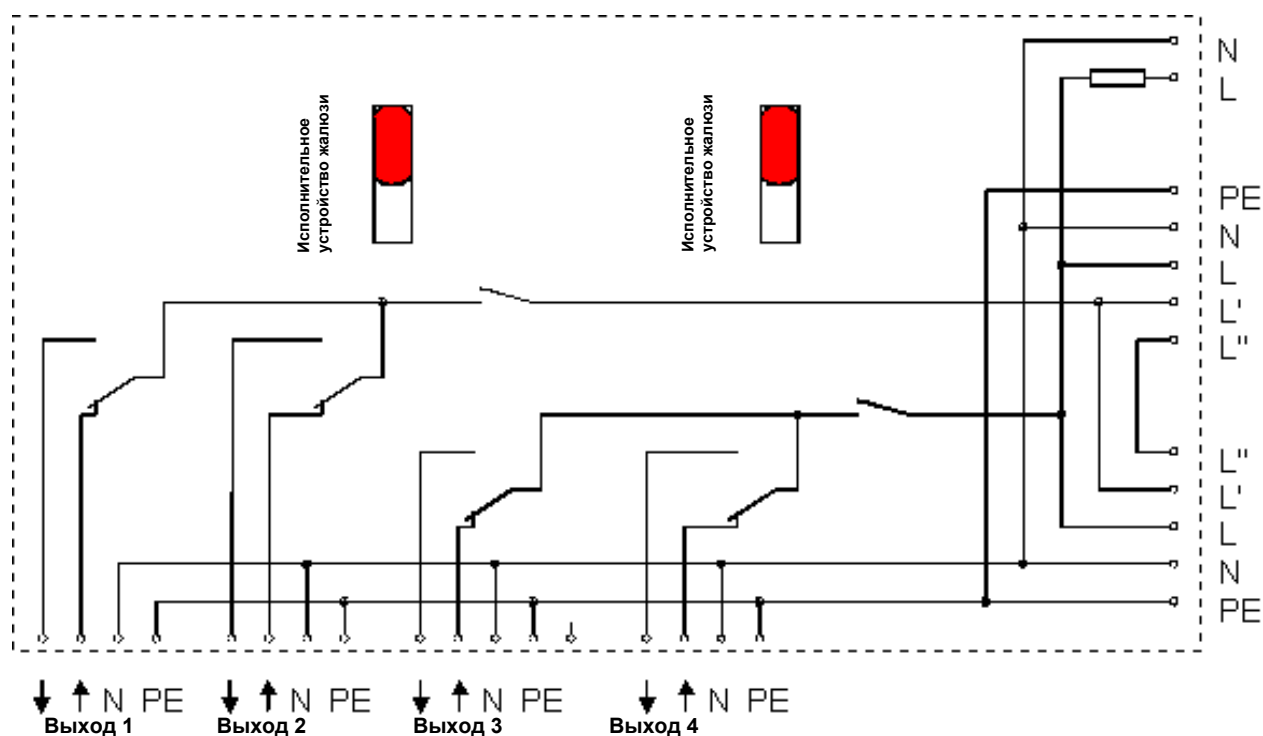 Исполнительное
устройство жалюзи
Исполнительное
устройство жалюзи
N
L
PE
N
L
L'
L"
L"
L'
L
N
PE
N PE
N PE
N PE
N PE
Выход 1
Выход 2
Выход 3
Выход 4